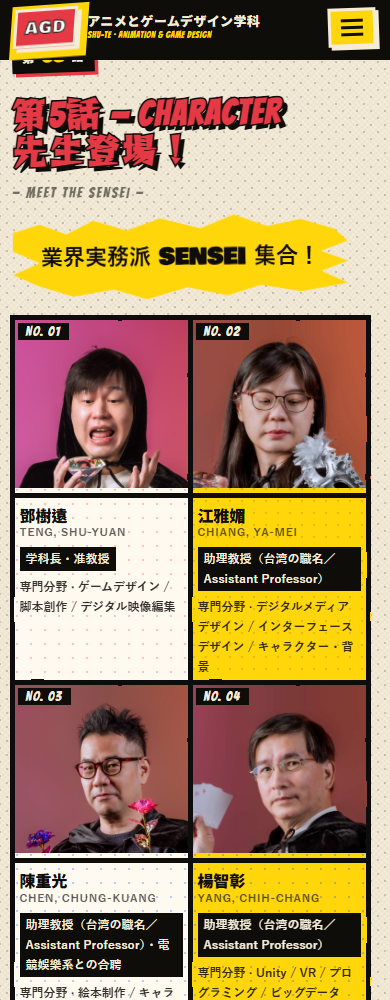 AGD
アニメとゲームデザイン学科
SHU-TE · ANIMATION & GAME DESIGN
第5話 – CHARACTER
先生登場！
– MEET THE SENSEI –
業界実務派 SENSEI 集合！
NO. 01
鄧樹遠
TENG, SHU-YUAN
学科長・准教授
専門分野 · ゲームデザイン /
脚本創作 / デジタル映像編集
NO. 02
江雅媚
CHIANG, YA-MEI
助理教授（台湾の職名／
Assistant Professor）
専門分野 · デジタルメディア
デザイン / インターフェース
デザイン / キャラクター・背
景
NO. 03
陳重光
CHEN, CHUNG-KUANG
助理教授（台湾の職名／
Assistant Professor）・電
競娯楽系との合聘
専門分野 · 絵本制作 / キャラ
NO. 04
楊智彰
YANG, CHIH-CHANG
助理教授（台湾の職名／
Assistant Professor）
専門分野 · Unity / VR / プロ
グラミング / ビッグデータ